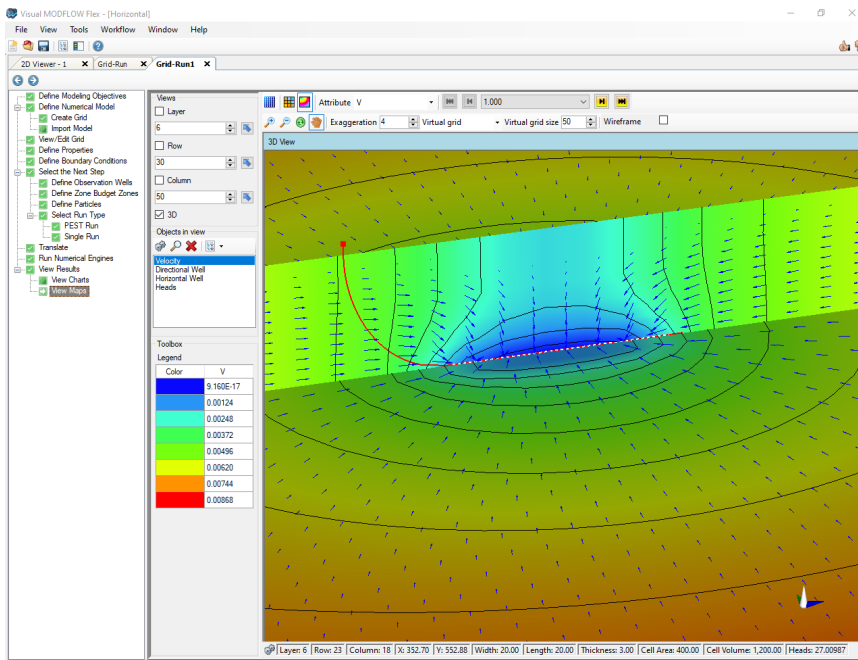 Visual MODFLOW Flex - [Horizontal]
File View Tools Workflow Window Help
2D Viewer - 1 Grid-Run Grid-Run1
Define Modeling Objectives
Define Numerical Model
Create Grid
Import Model
View/Edit Grid
Define Properties
Define Boundary Conditions
Select the Next Step
Define Observation Wells
Define Zone Budget Zones
Define Particles
Select Run Type
PEST Run
Single Run
Translate
Run Numerical Engines
View Results
View Charts
View Maps
Views
Layer
6
Row
30
Column
50
3D
Objects in view
Velocity
Directional Well
Horizontal Well
Heads
Toolbox
Legend
Color V
9.160E-17
0.00124
0.00248
0.00372
0.00496
0.00620
0.00744
0.00868
Attribute V 1.000
Exaggeration 4 Virtual grid Virtual grid size 50 Wireframe
3D View
Layer: 6 Row: 23 Column: 18 X: 352.70 Y: 552.88 Width: 20.00 Length: 20.00 Thickness: 3.00 Cell Area: 400.00 Cell Volume: 1,200.00 Heads: 27.00987